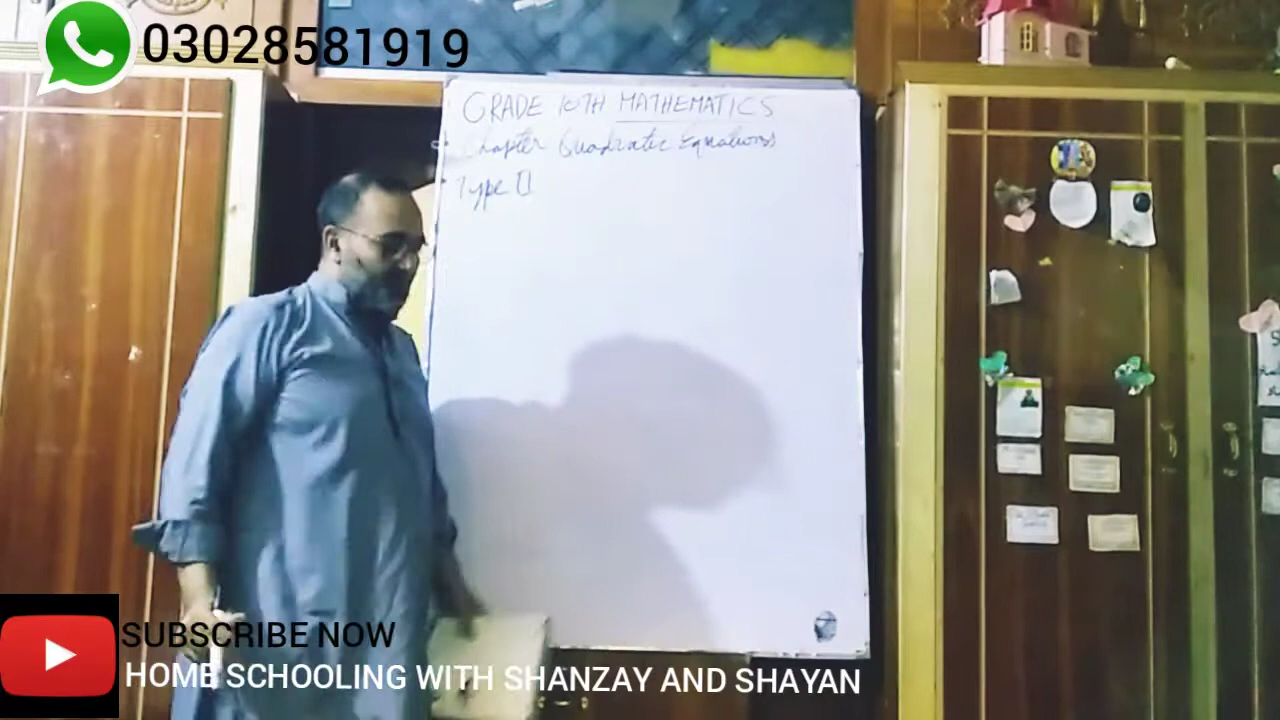 03028581919
GRADE 10TH MATHEMATICS
Chapter Quadratic Equations
Type II
SUBSCRIBE NOW
HOME SCHOOLING WITH SHANZAY AND SHAYAN